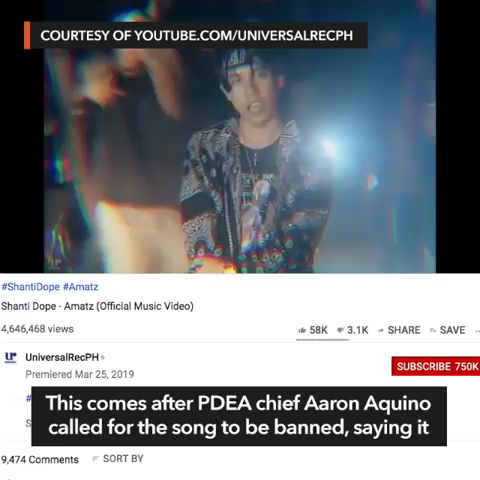 COURTESY OF YOUTUBE.COM/UNIVERSALRECPH
#ShantiDope #Amatz
Shanti Dope - Amatz (Official Music Video)
4,646,468 views
58K 3.1K SHARE SAVE
UniversalRecPH
SUBSCRIBE 750K
Premiered Mar 25, 2019
This comes after PDEA chief Aaron Aquino
called for the song to be banned, saying it
9,474 Comments SORT BY